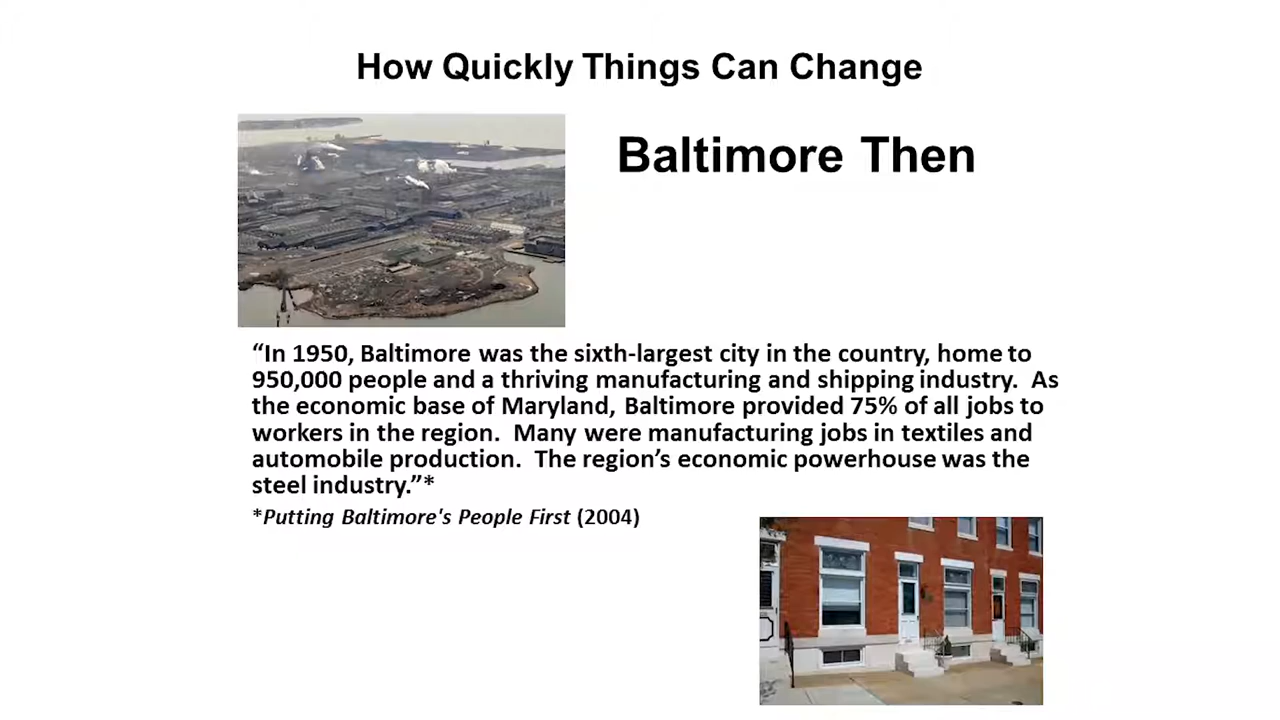 How Quickly Things Can Change
Baltimore Then
“In 1950, Baltimore was the sixth-largest city in the country, home to
950,000 people and a thriving manufacturing and shipping industry.  As
the economic base of Maryland, Baltimore provided 75% of all jobs to
workers in the region.  Many were manufacturing jobs in textiles and
automobile production.  The region’s economic powerhouse was the
steel industry.”*
*Putting Baltimore's People First (2004)